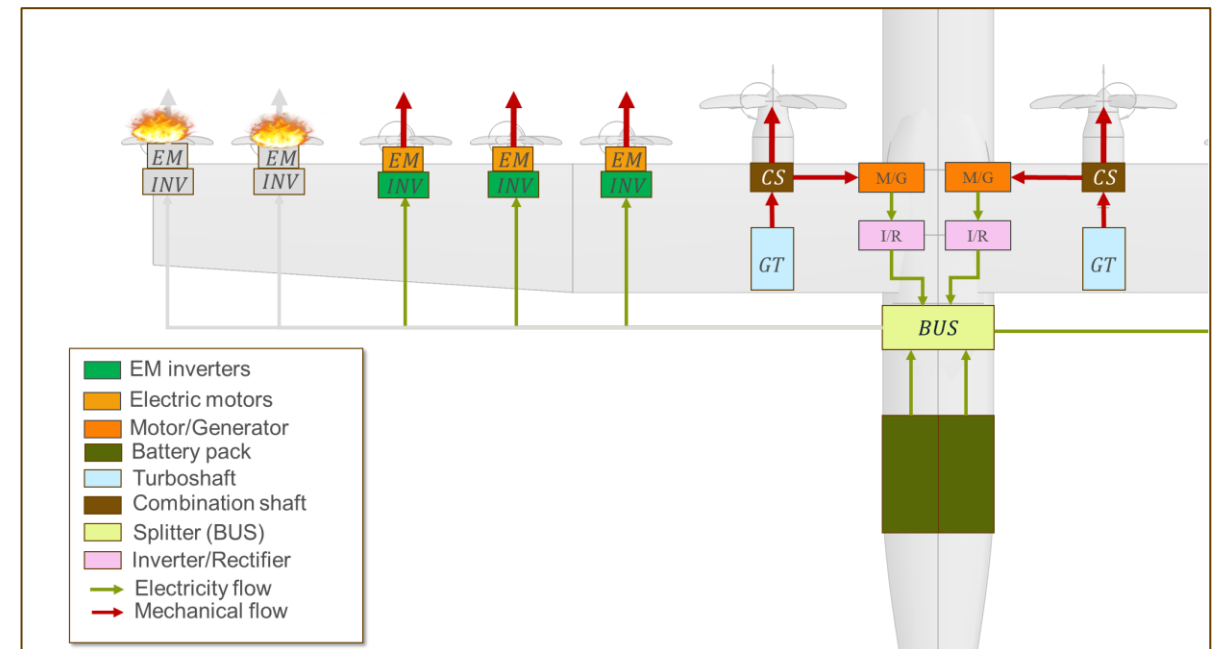 EM EM EM EM EM
INV INV INV INV INV
CS M/G M/G CS
GT I/R I/R GT
BUS
EM inverters
Electric motors
Motor/Generator
Battery pack
Turboshaft
Combination shaft
Splitter (BUS)
Inverter/Rectifier
Electricity flow
Mechanical flow